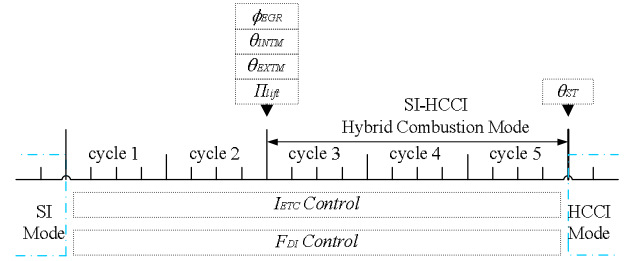 ϕEGR
θINTM
θEXTM
Πlift
θST
SI-HCCI
Hybrid Combustion Mode
cycle 1 cycle 2 cycle 3 cycle 4 cycle 5
SI
Mode
IETC Control
HCCI
Mode
FDI Control